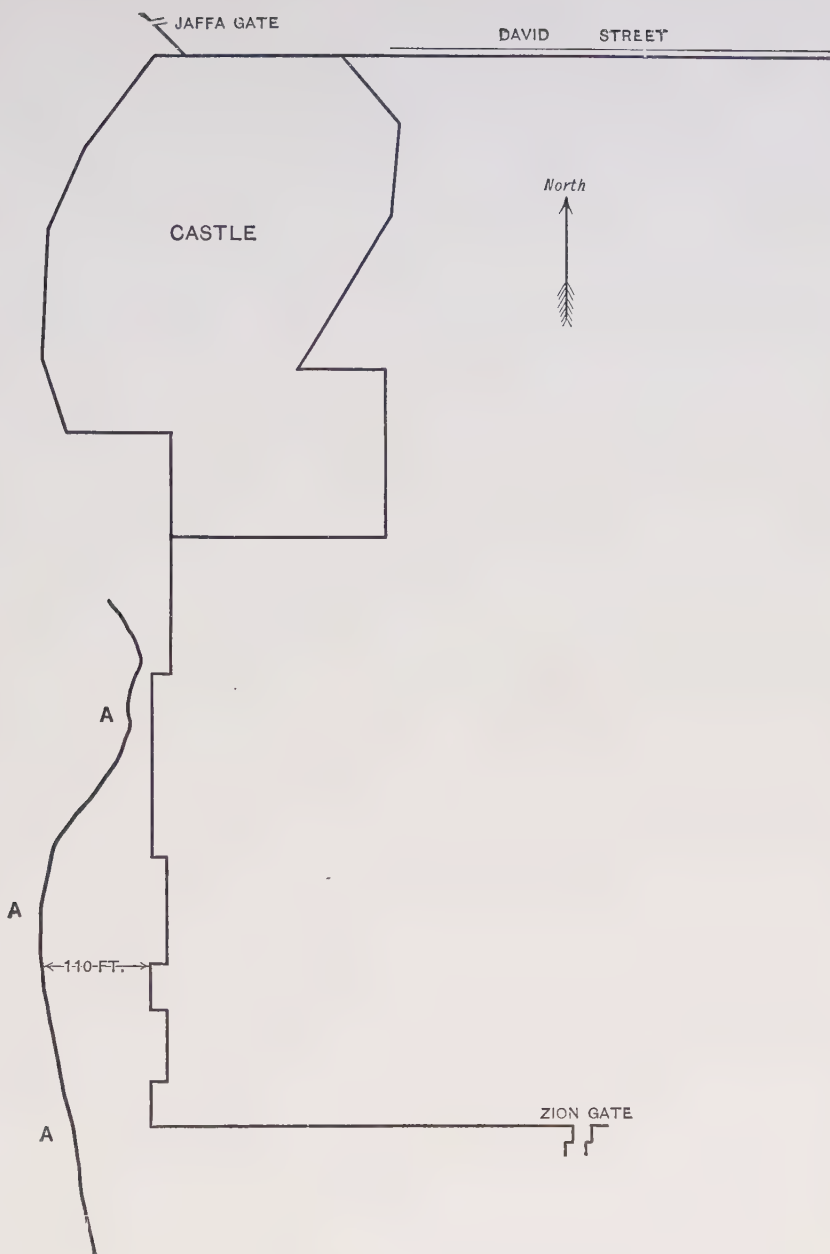 JAFFA GATE
DAVID STREET
North
CASTLE
A
A
110 FT.
A
ZION GATE